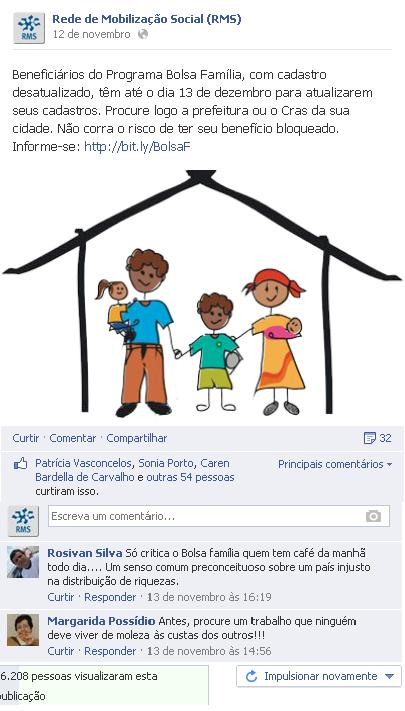 Rede de Mobilização Social (RMS)
12 de novembro
RMS
Beneficiários do Programa Bolsa Família, com cadastro
desatualizado, têm até o dia 13 de dezembro para atualizarem
seus cadastros. Procure logo a prefeitura ou o Cras da sua
cidade. Não corra o risco de ter seu benefício bloqueado.
Informe-se: http://bit.ly/BolsaF
Curtir · Comentar · Compartilhar
32
Patrícia Vasconcelos, Sonia Porto, Caren
Bardella de Carvalho e outras 54 pessoas
curtiram isso.
Principais comentários
RMS
Escreva um comentário...
Rosivan Silva Só critica o Bolsa família quem tem café da manhã
todo dia.... Um senso comum preconceituoso sobre um país injusto
na distribuição de riquezas.
Curtir · Responder · 13 de novembro às 16:19
Margarida Possídio Antes, procure um trabalho que ninguém
deve viver de moleza às custas dos outros!!!
Curtir · Responder · 13 de novembro às 14:56
6.208 pessoas visualizaram esta
publicação
Impulsionar novamente